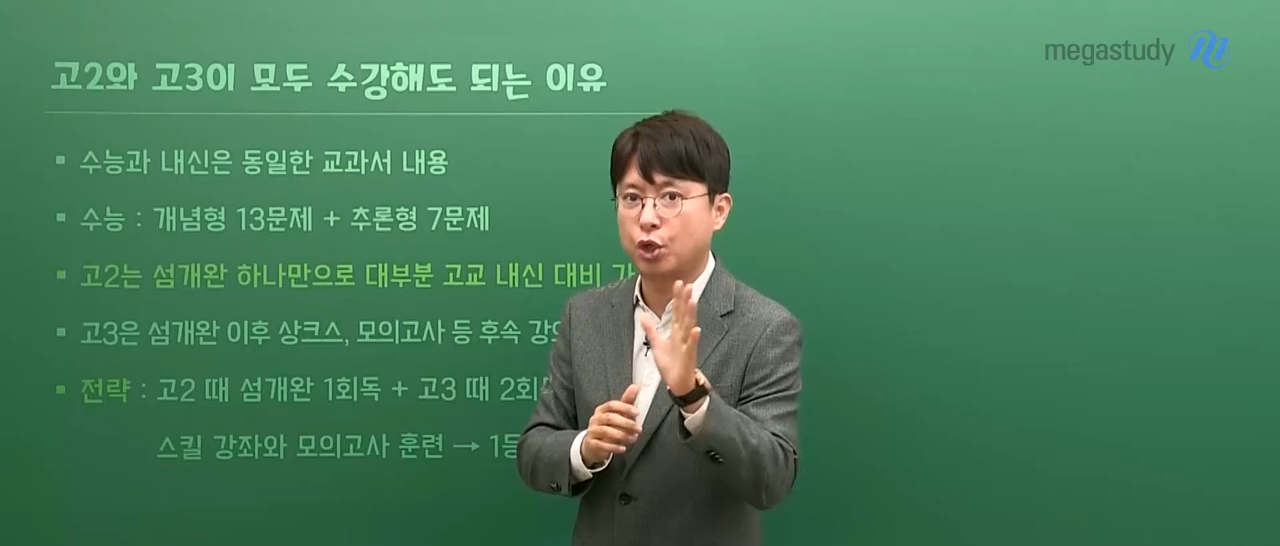 megastudy
고2와 고3이 모두 수강해도 되는 이유
▪ 수능과 내신은 동일한 교과서 내용
▪ 수능 : 개념형 13문제 + 추론형 7문제
▪ 고2는 섬개완 하나만으로 대부분 고교 내신 대비
▪ 고3은 섬개완 이후 상크스, 모의고사 등 후속
▪ 전략 : 고2 때 섬개완 1회독 + 고3 때
스킬 강좌와 모의고사 훈련 →